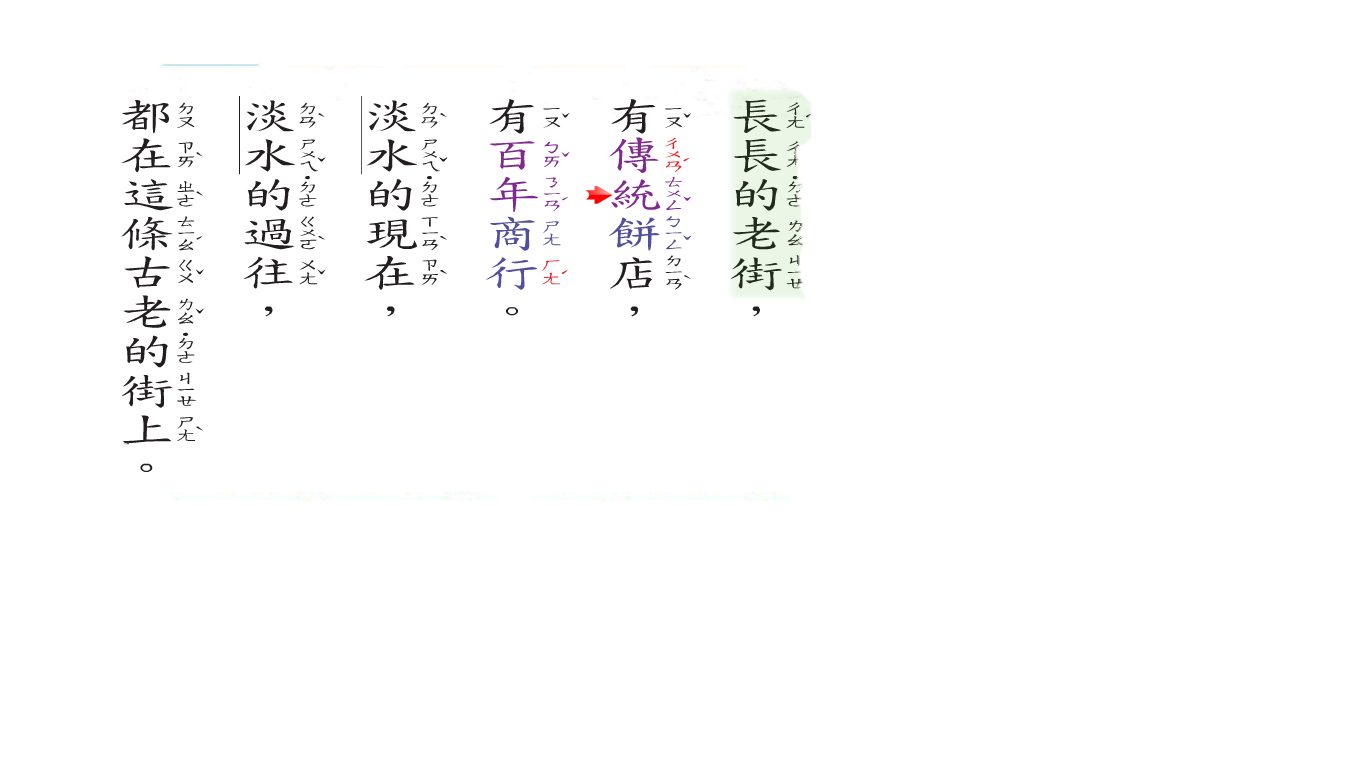 長長的老街，
有傳統餅店，
有百年商行。
淡水的現在，
淡水的過往，
都在這條古老的街上。